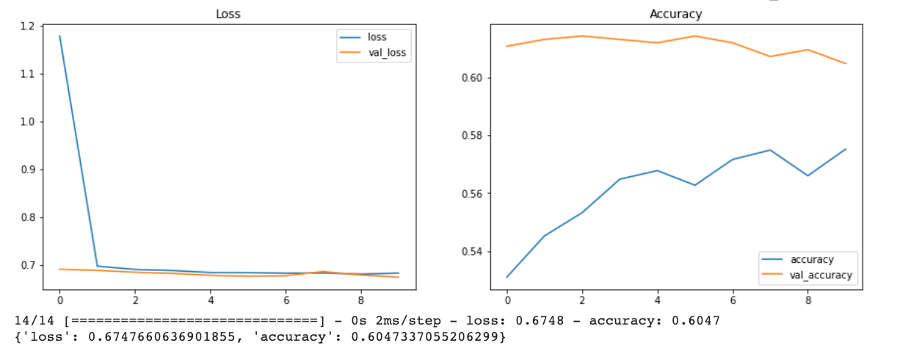 Loss
Accuracy
1.2
1.1
1.0
0.9
0.8
0.7
0 2 4 6 8
loss
val_loss
0.60
0.58
0.56
0.54
0 2 4 6 8
accuracy
val_accuracy
14/14 [==============================] - 0s 2ms/step - loss: 0.6748 - accuracy: 0.6047
{'loss': 0.6747660636901855, 'accuracy': 0.6047337055206299}